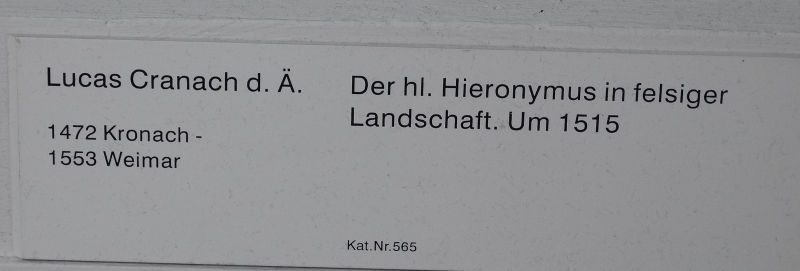 Lucas Cranach d. Ä.
1472 Kronach -
1553 Weimar
Der hl. Hieronymus in felsiger
Landschaft. Um 1515
Kat.Nr.565